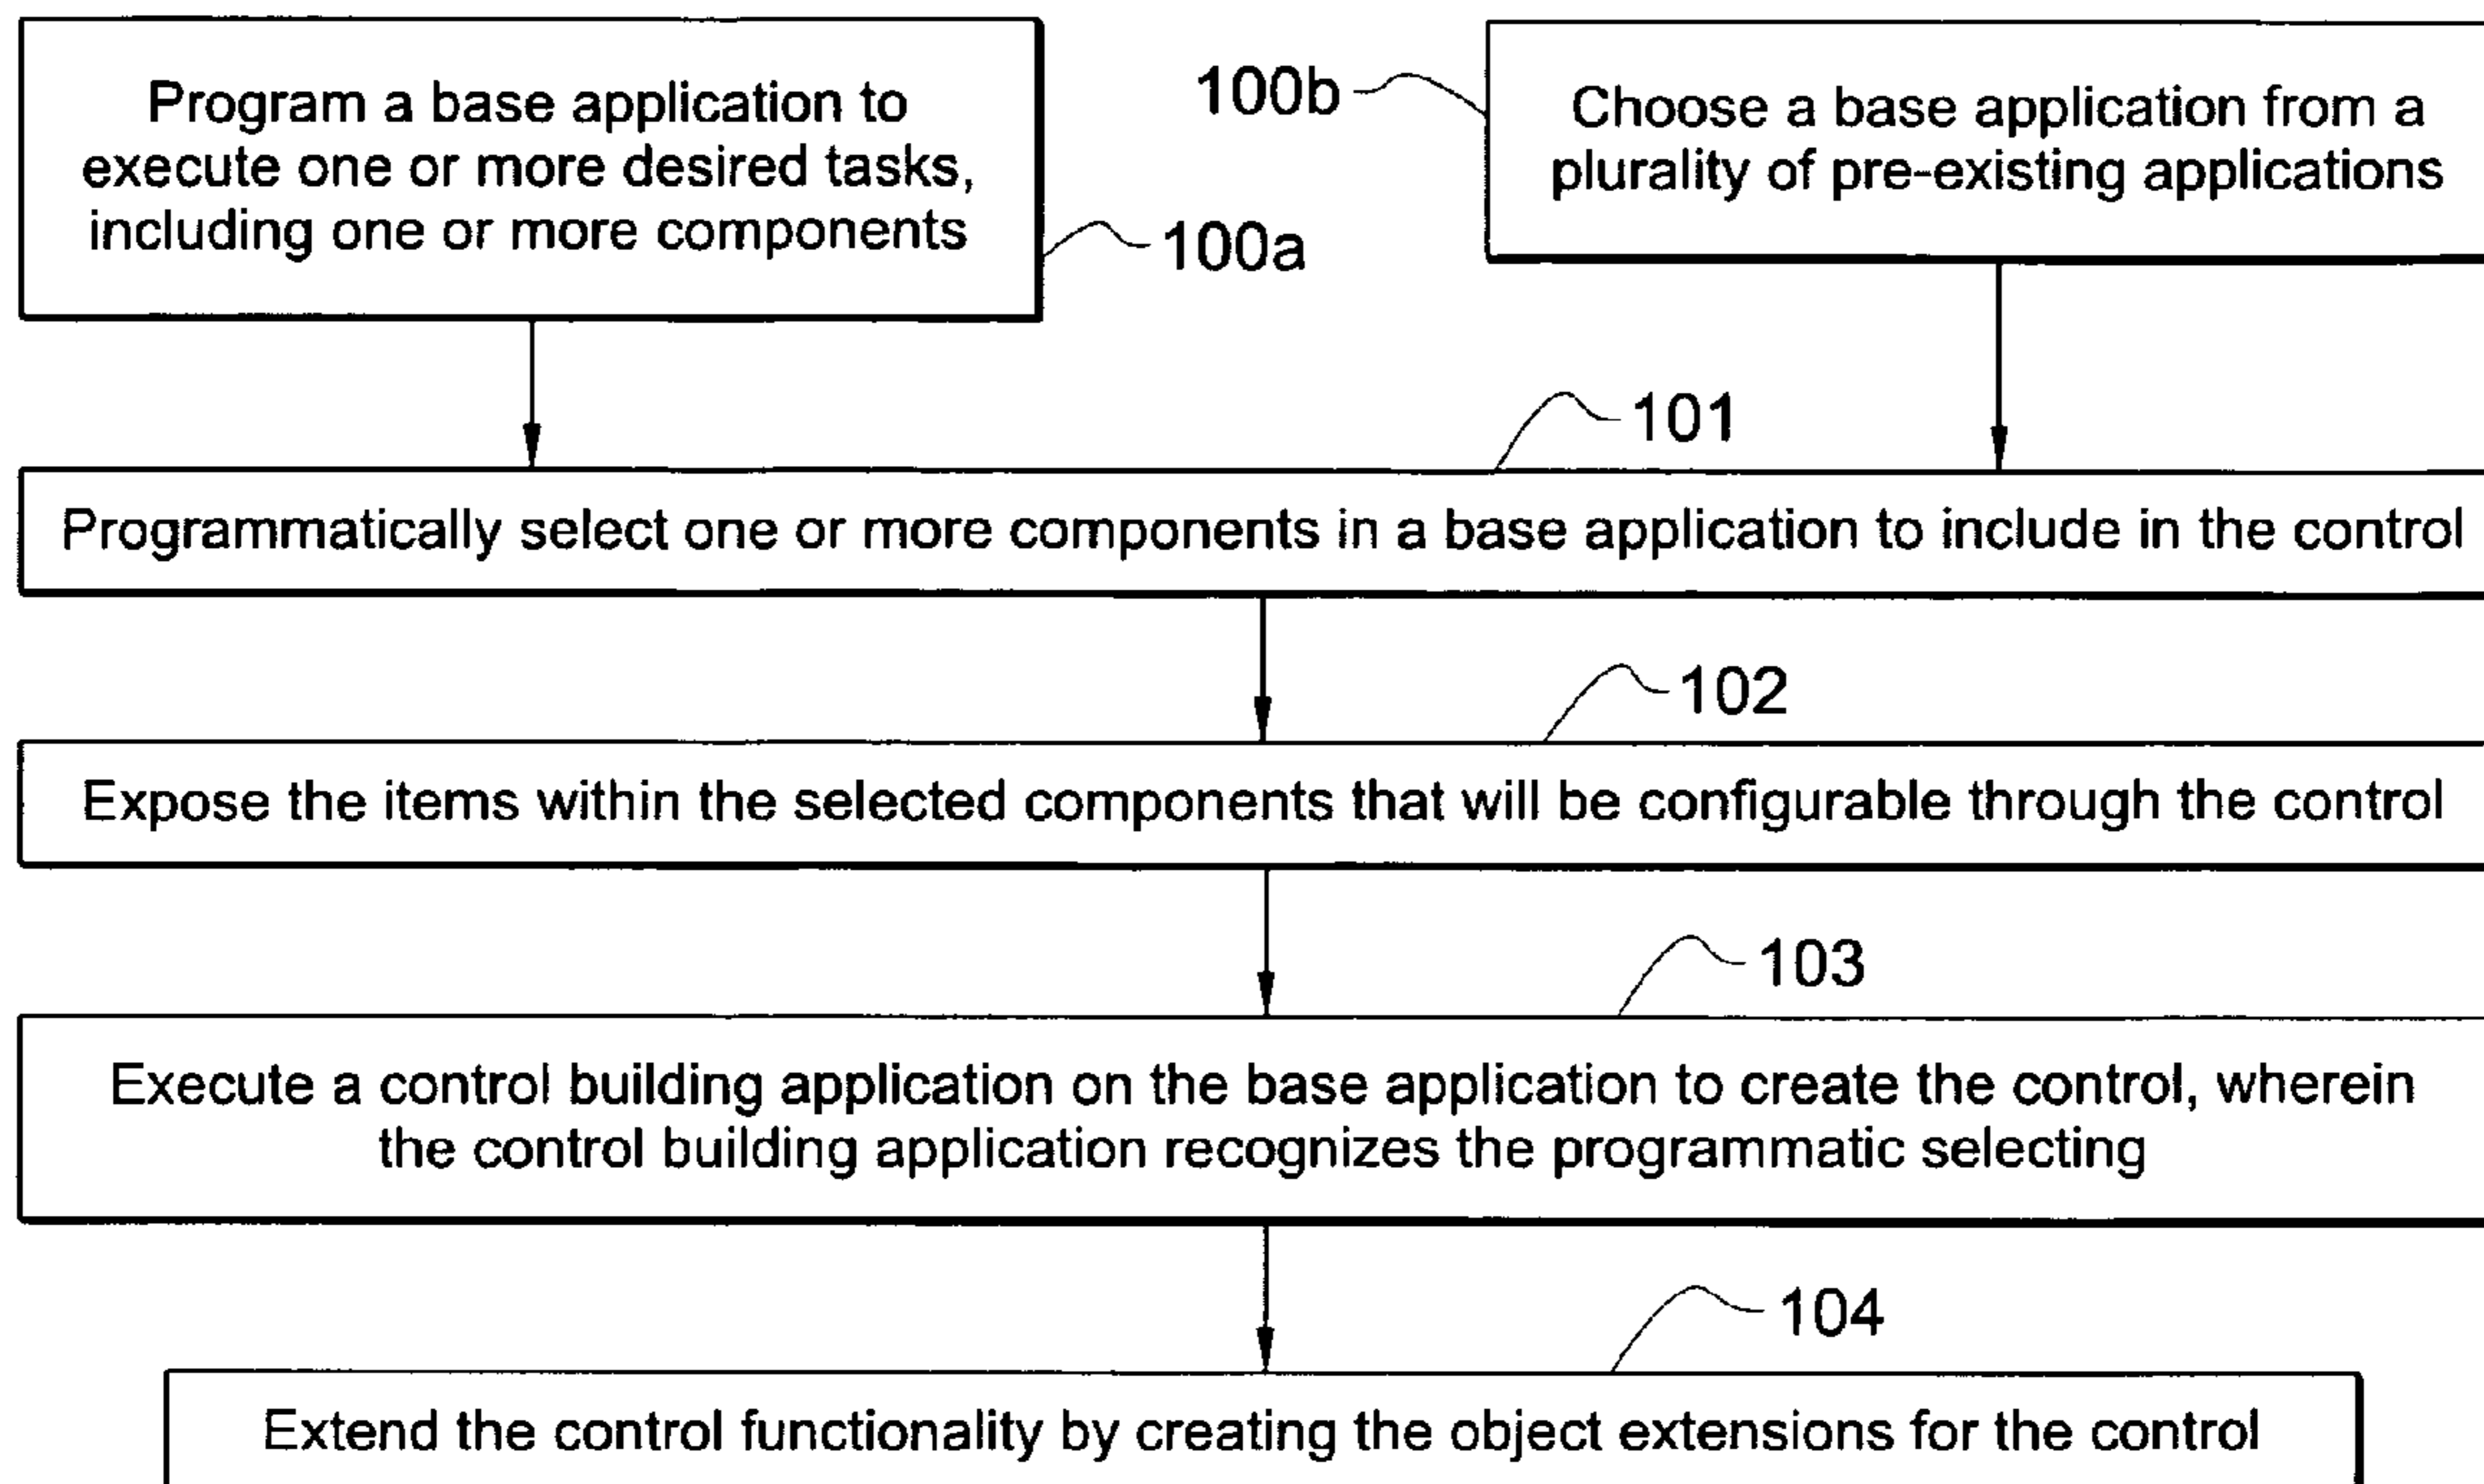 Program a base application to
execute one or more desired tasks,
including one or more components
100a
100b
Choose a base application from a
plurality of pre-existing applications
101
Programmatically select one or more components in a base application to include in the control
102
Expose the items within the selected components that will be configurable through the control
103
Execute a control building application on the base application to create the control, wherein
the control building application recognizes the programmatic selecting
104
Extend the control functionality by creating the object extensions for the control